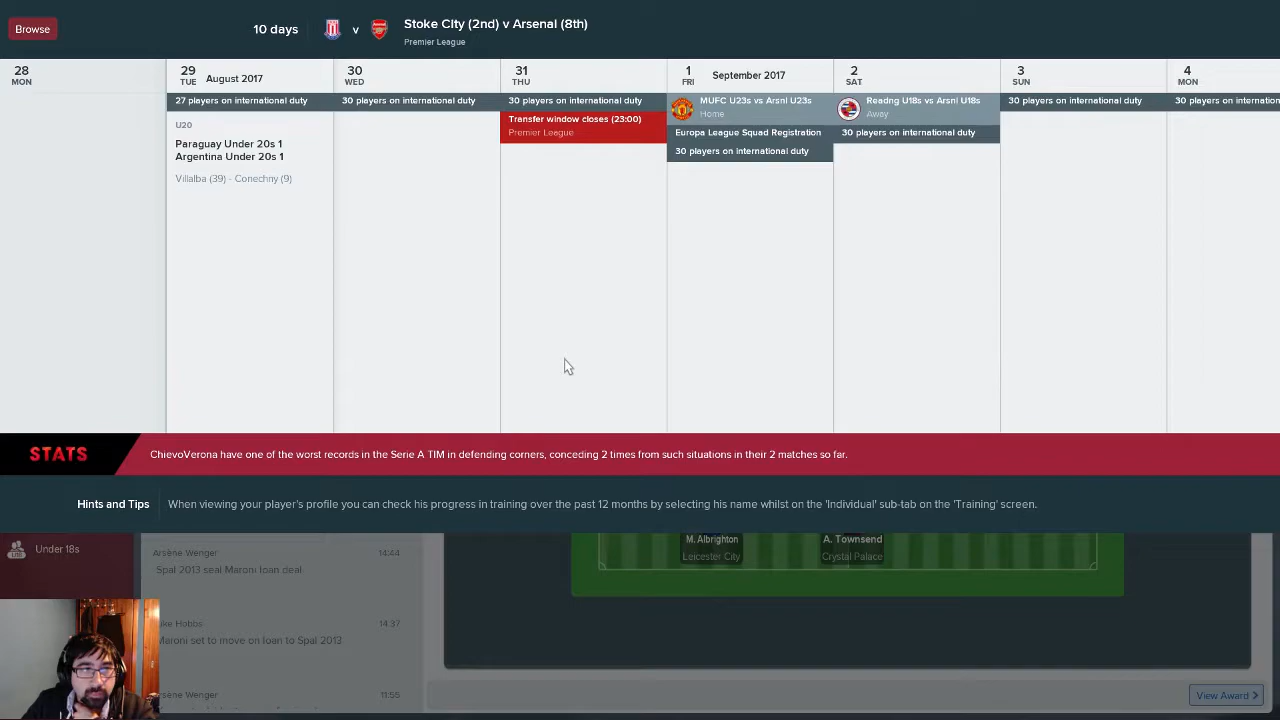 Browse
10 days
v
Stoke City (2nd) v Arsenal (8th)
Premier League
28
MON
29
TUE
August 2017
30
WED
31
THU
1
FRI
September 2017
2
SAT
3
SUN
4
MON
27 players on international duty
30 players on international duty
30 players on international duty
MUFC U23s vs Arsnl U23s
Home
Readng U18s vs Arsnl U18s
Away
30 players on international duty
30 players on internation
Transfer window closes (23:00)
Premier League
Europa League Squad Registration
30 players on international duty
30 players on international duty
U20
Paraguay Under 20s 1
Argentina Under 20s 1
Villalba (39) - Conechny (9)
STATS
ChievoVerona have one of the worst records in the Serie A TIM in defending corners, conceding 2 times from such situations in their 2 matches so far.
Hints and Tips
When viewing your player's profile you can check his progress in training over the past 12 months by selecting his name whilst on the 'Individual' sub-tab on the 'Training' screen.
Under 18s
Arsène Wenger
14:44
Spal 2013 seal Maroni loan deal
M. Albrighton
Leicester City
A. Townsend
Crystal Palace
Hobbs
14:37
Maroni set to move on loan to Spal 2013
Arsène Wenger
11:55
View Award